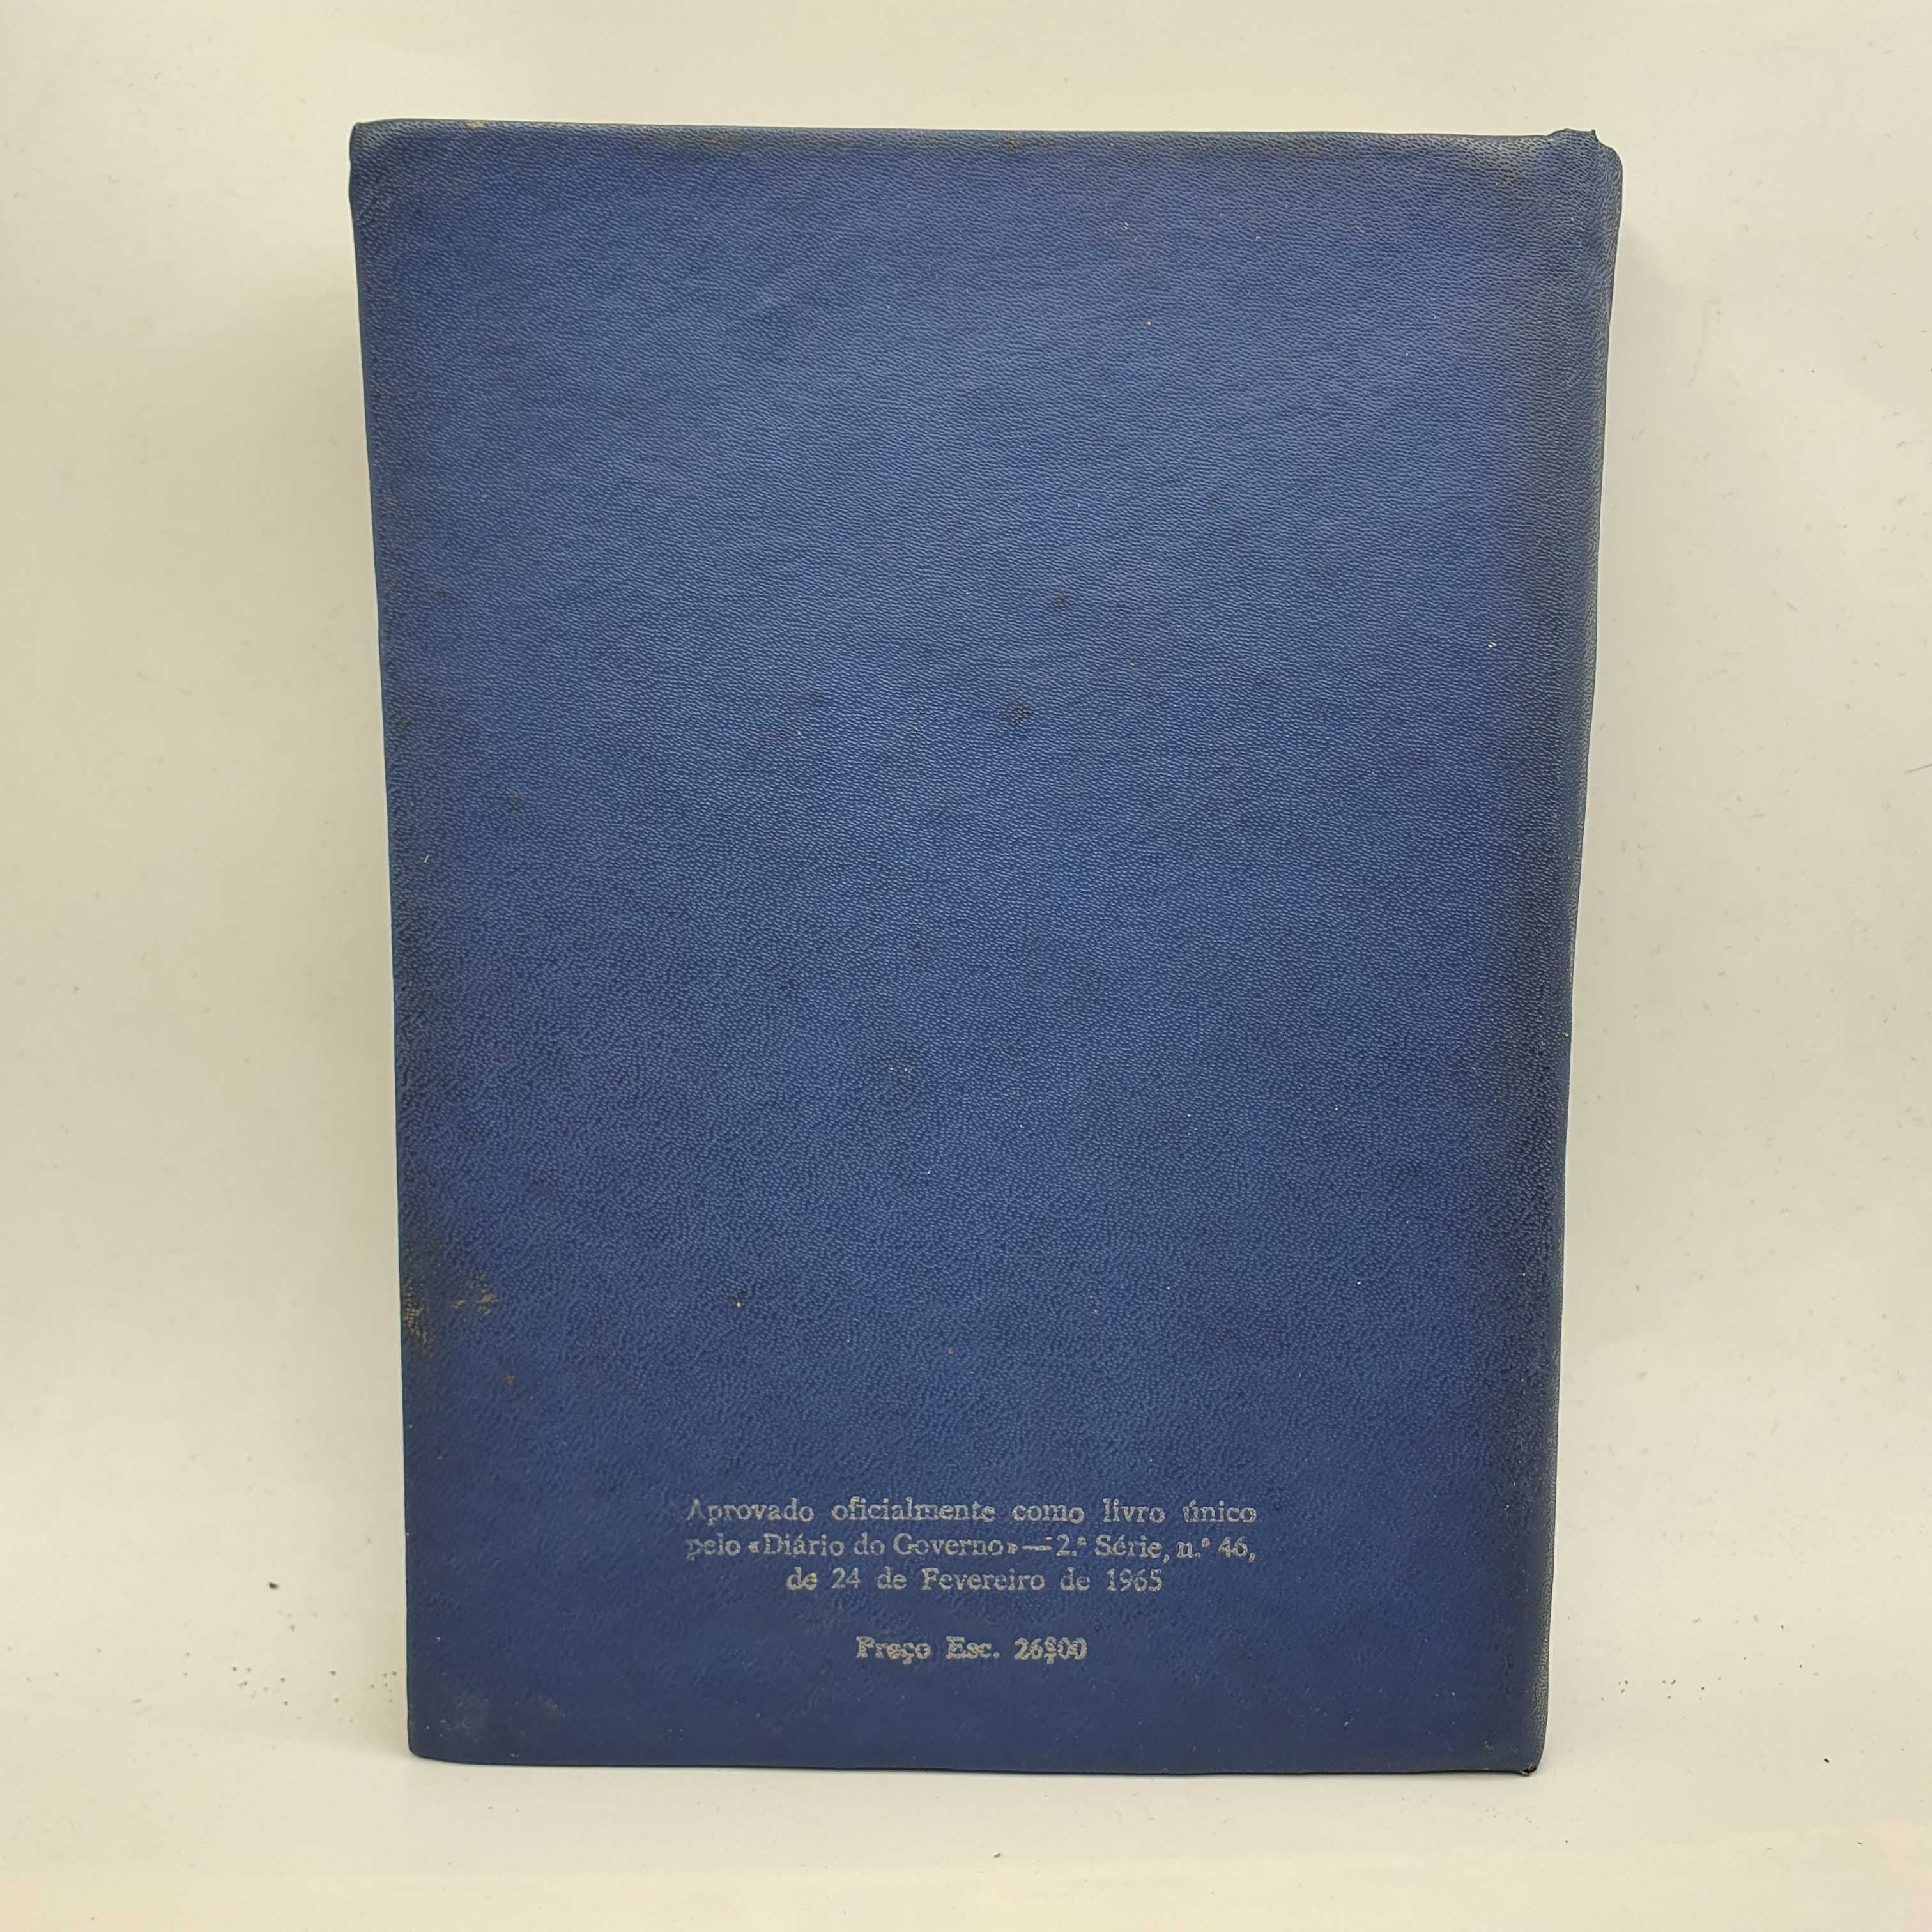 Aprovado oficialmente como livro único
pelo «Diário do Governo» — 2.ª Série, n.º 46,
de 24 de Fevereiro de 1965
Preço Esc. 26$00